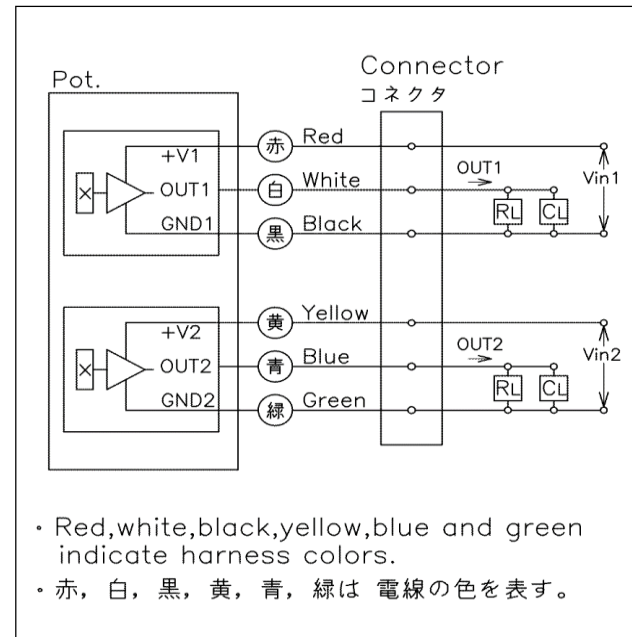 Pot.
Connector
コネクタ
+V1
赤 Red
OUT1
白 White
OUT1
Vin1
GND1
黒 Black
RL
CL
+V2
黄 Yellow
OUT2
青 Blue
OUT2
Vin2
GND2
緑 Green
RL
CL
・Red,white,black,yellow,blue and green
indicate harness colors.
・赤, 白, 黒, 黄, 青, 緑は 電線の色を表す。